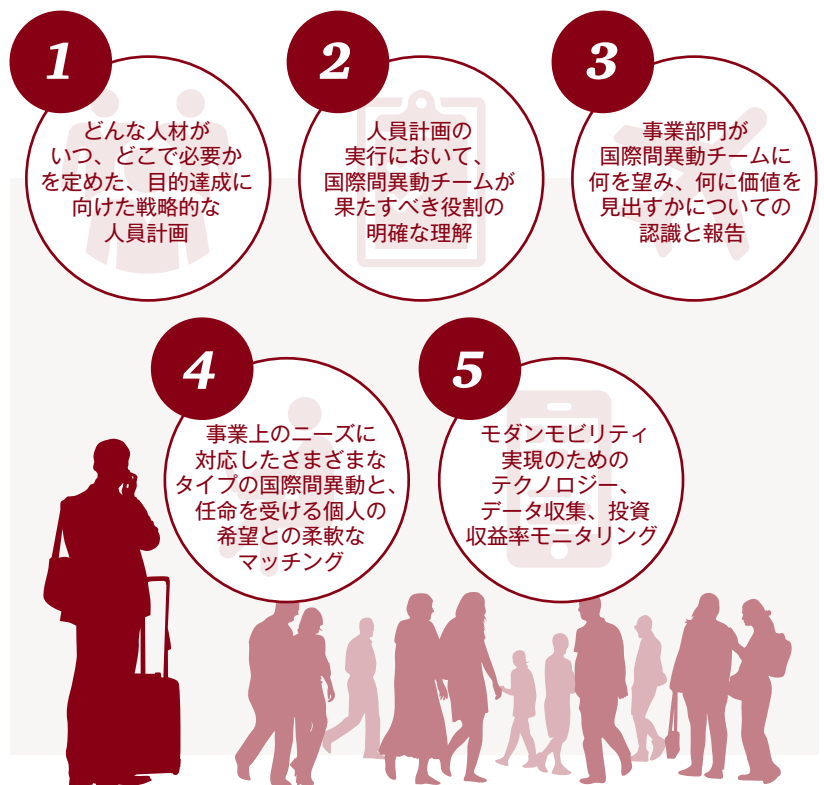 1
どんな人材が
いつ、どこで必要か
を定めた、目的達成に
向けた戦略的な
人員計画
2
人員計画の
実行において、
国際間異動チームが
果たすべき役割の
明確な理解
3
事業部門が
国際間異動チームに
何を望み、何に価値を
見出すかについての
認識と報告
4
事業上のニーズに
対応したさまざまな
タイプの国際間異動と、
任命を受ける個人の
希望との柔軟な
マッチング
5
モダンモビリティ
実現のための
テクノロジー、
データ収集、投資
収益率モニタリング